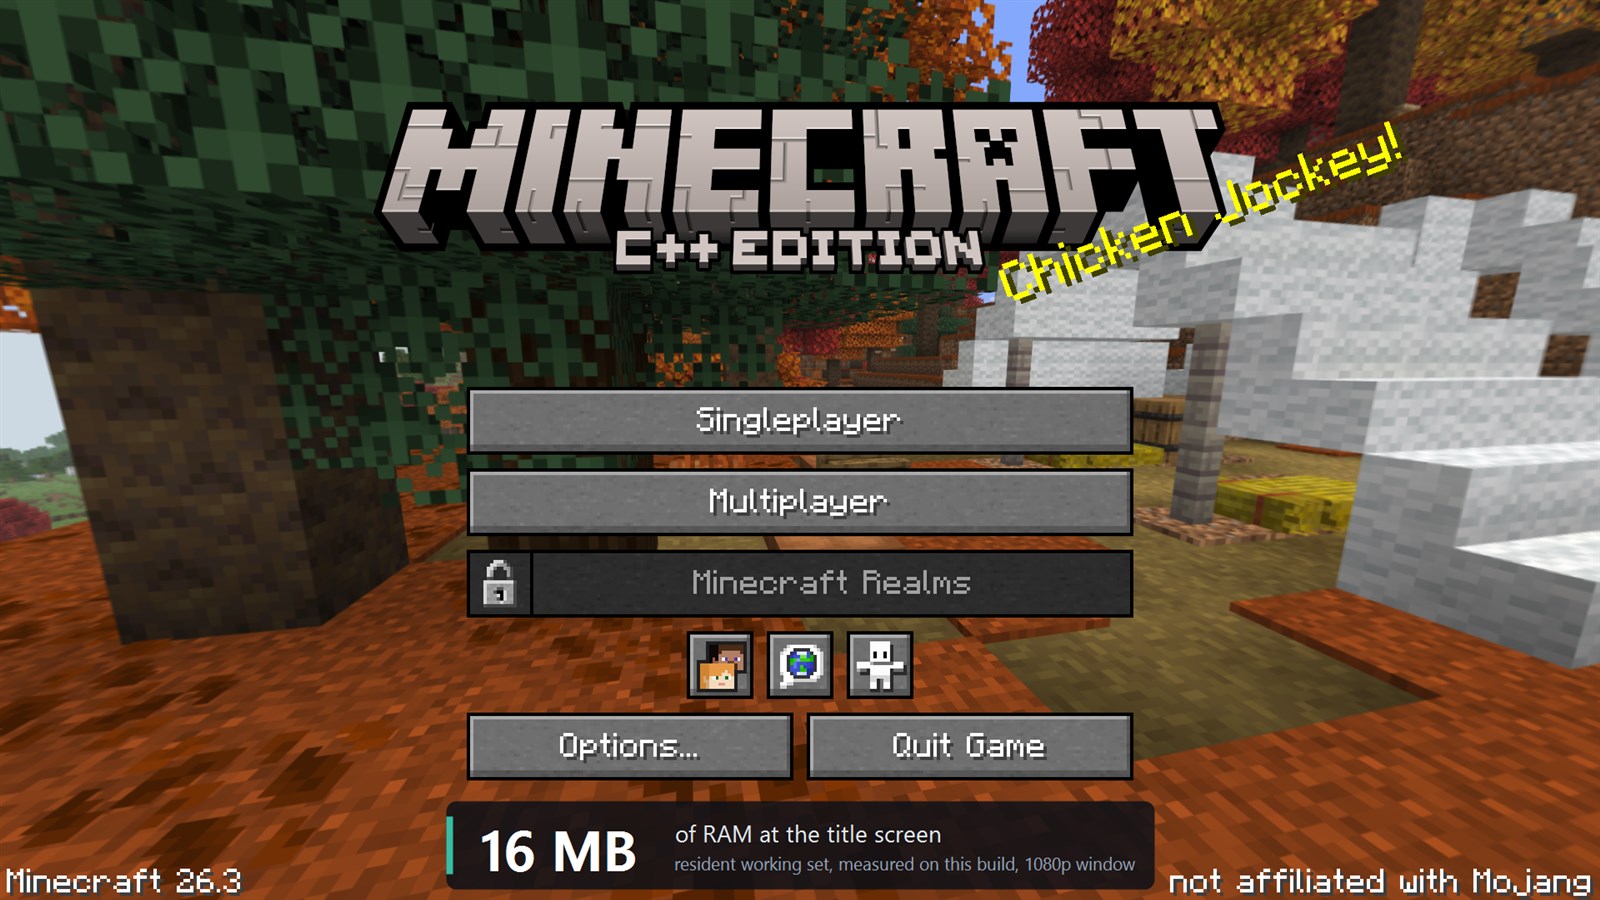 MINECRAFT
C++ EDITION
Chicken Jockey!
Singleplayer
Multiplayer
Minecraft Realms
Options...
Quit Game
16 MB
of RAM at the title screen
resident working set, measured on this build, 1080p window
Minecraft 26.3
not affiliated with Mojang